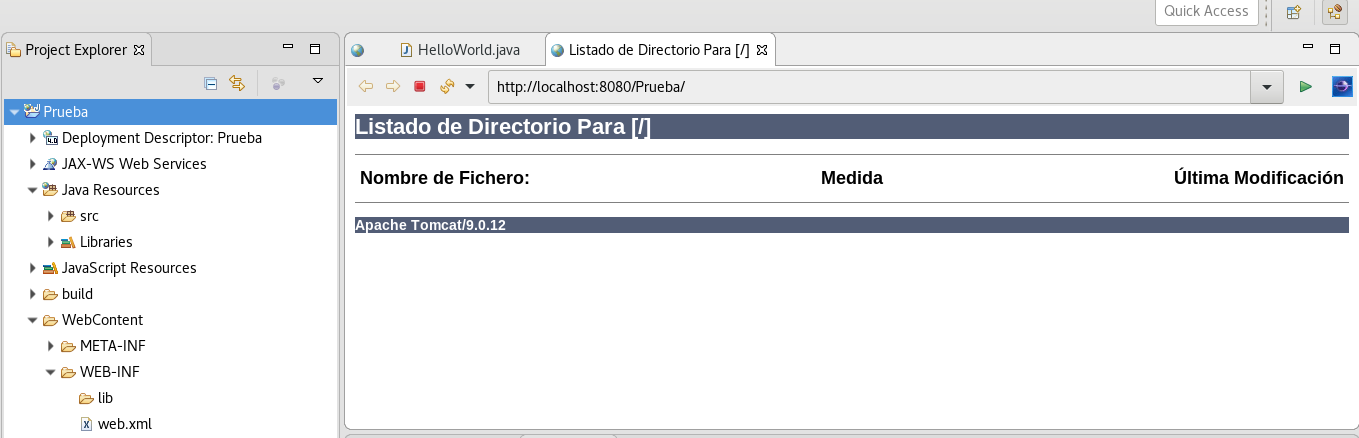 Quick Access
Project Explorer
HelloWorld.java
Listado de Directorio Para [/]
http://localhost:8080/Prueba/
Prueba
Deployment Descriptor: Prueba
JAX-WS Web Services
Java Resources
src
Libraries
JavaScript Resources
build
WebContent
META-INF
WEB-INF
lib
web.xml
Listado de Directorio Para [/]
Nombre de Fichero: Medida Última Modificación
Apache Tomcat/9.0.12